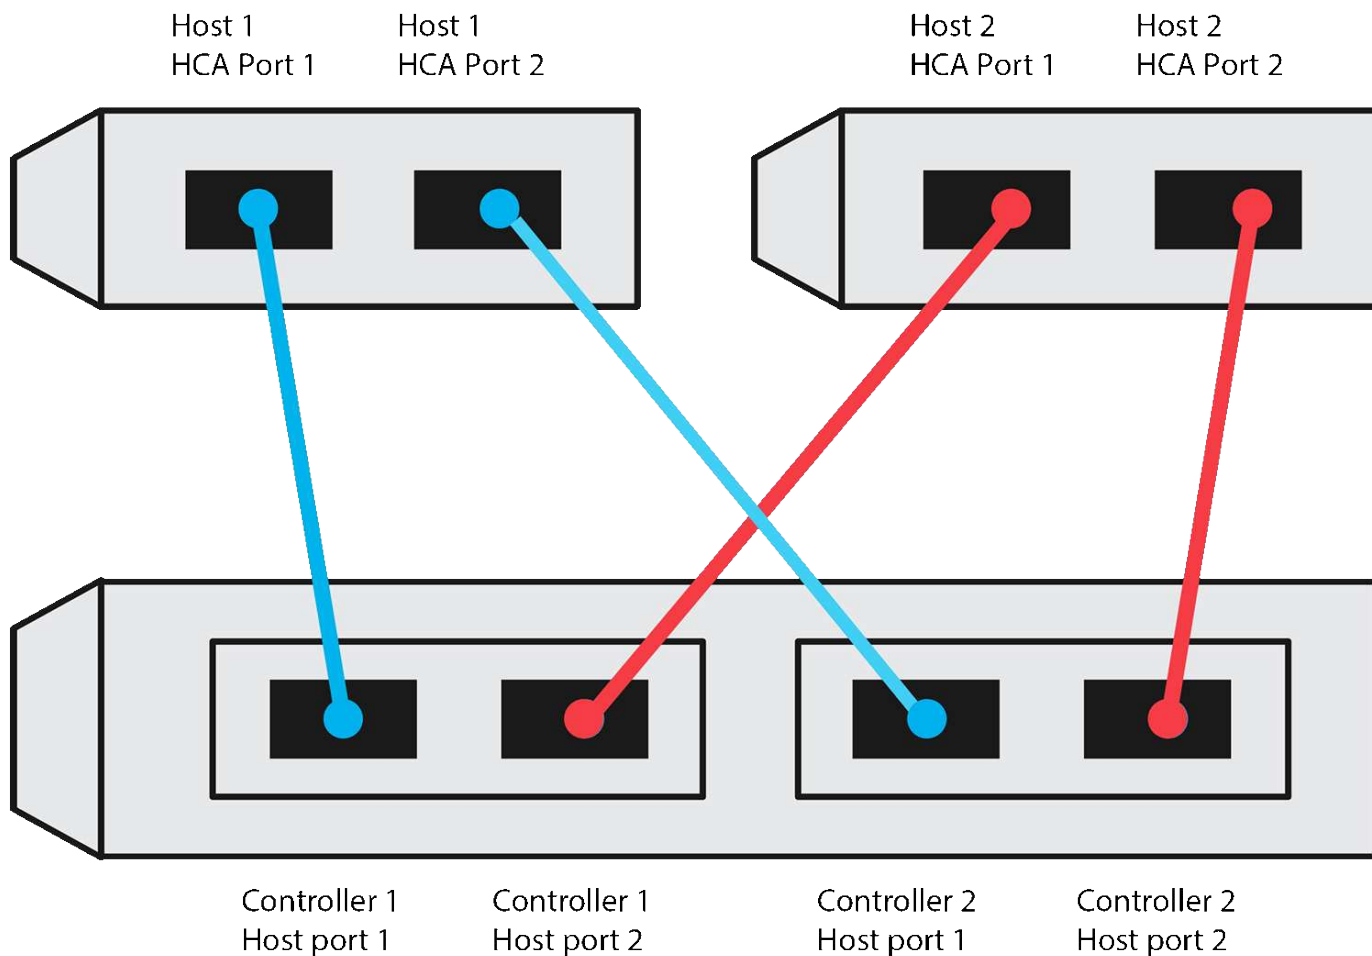 Host 1
HCA Port 1
Host 1
HCA Port 2
Host 2
HCA Port 1
Host 2
HCA Port 2
Controller 1
Host port 1
Controller 1
Host port 2
Controller 2
Host port 1
Controller 2
Host port 2